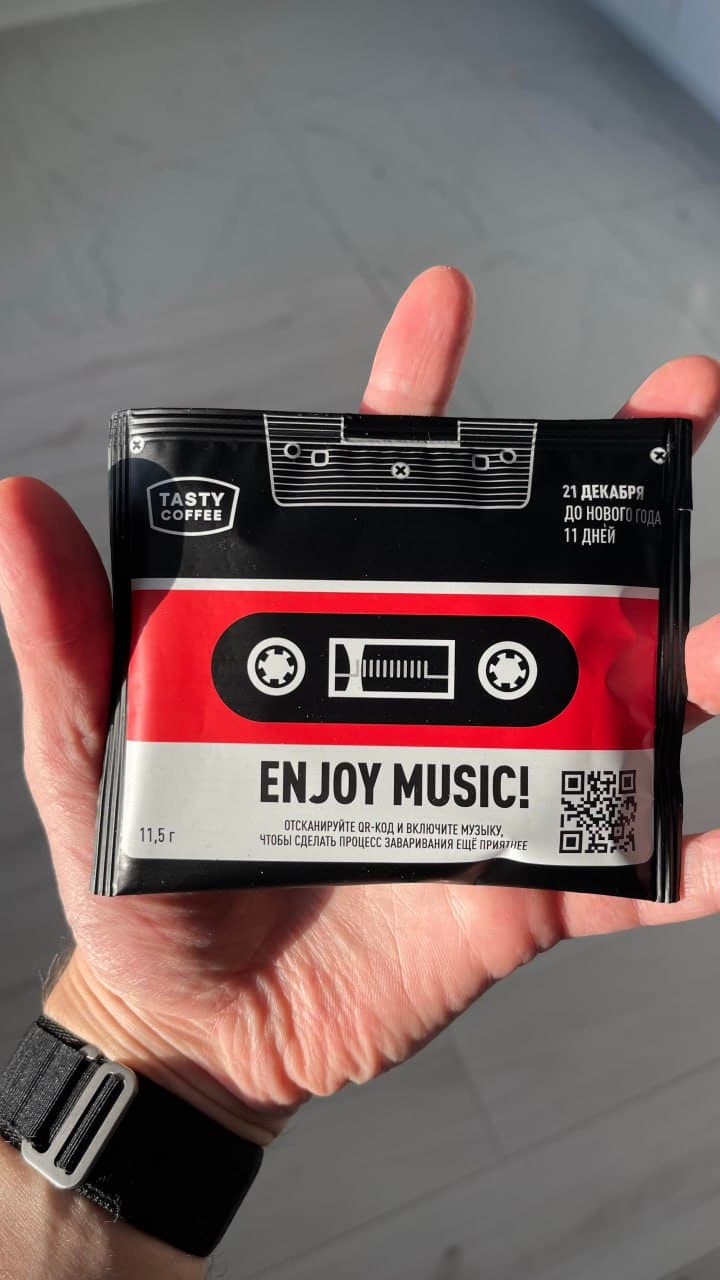 TASTY
COFFEE
21 ДЕКАБРЯ
ДО НОВОГО ГОДА
11 ДНЕЙ
ENJOY MUSIC!
11,5 г
ОТСКАНИРУЙТЕ QR-КОД И ВКЛЮЧИТЕ МУЗЫКУ,
ЧТОБЫ СДЕЛАТЬ ПРОЦЕСС ЗАВАРИВАНИЯ ЕЩЁ ПРИЯТНЕЕ